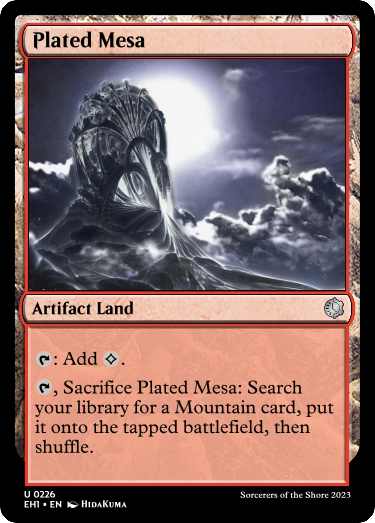 Plated Mesa
Artifact Land
: Add .
, Sacrifice Plated Mesa: Search
your library for a Mountain card, put
it onto the tapped battlefield, then
shuffle.
U 0226
EH1 • EN HidaKuma
Sorcerers of the Shore 2023